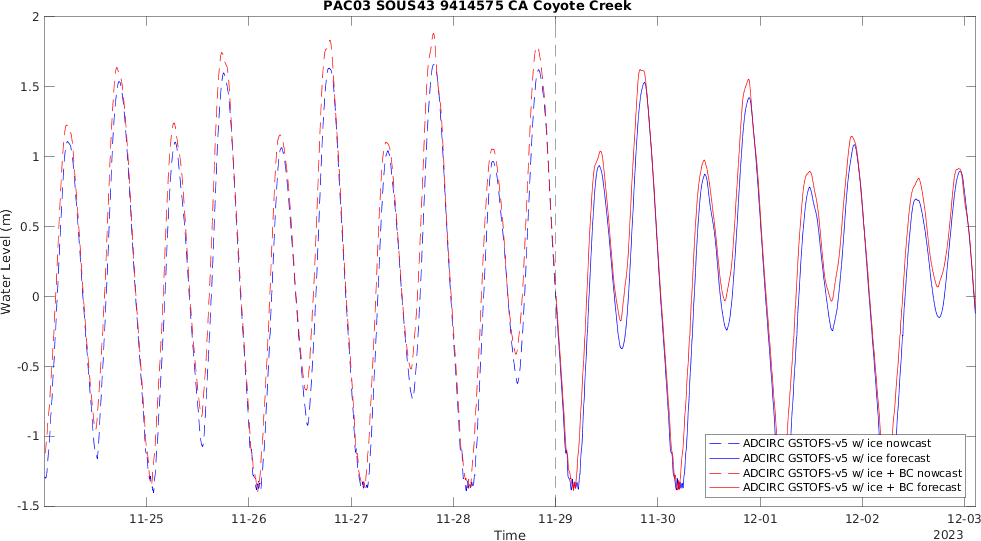 PAC03 SOUS43 9414575 CA Coyote Creek
2
1.5
1
0.5
0
-0.5
-1
-1.5
Water Level (m)
ADCIRC GSTOFS-v5 w/ ice nowcast
ADCIRC GSTOFS-v5 w/ ice forecast
ADCIRC GSTOFS-v5 w/ ice + BC nowcast
ADCIRC GSTOFS-v5 w/ ice + BC forecast
11-25 11-26 11-27 11-28 11-29 11-30 12-01 12-02 12-03
Time
2023